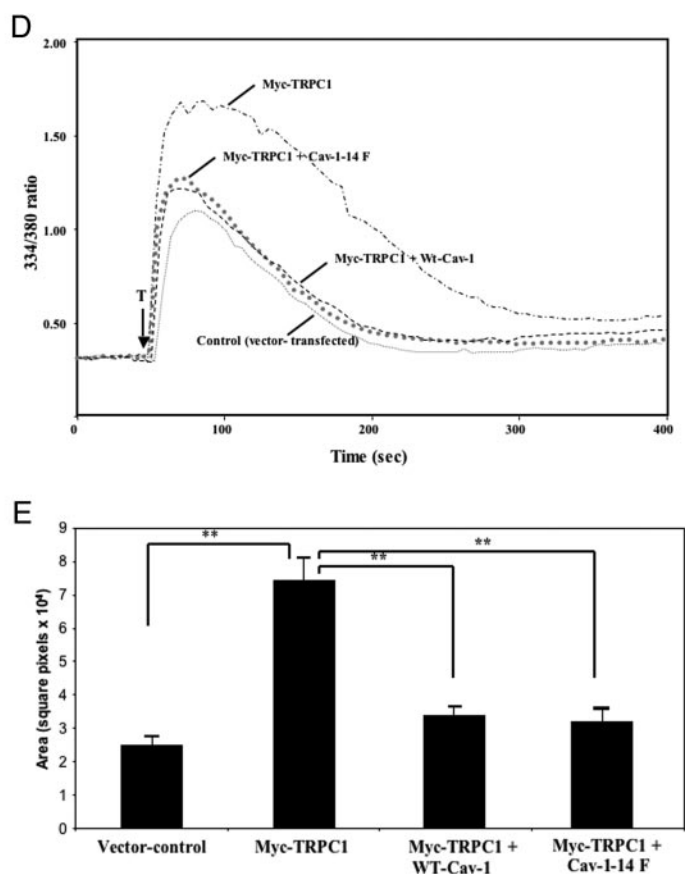 D
2.00
1.50
1.00
0.50
334/380 ratio
Myc-TRPC1
Myc-TRPC1 + Cav-1-14 F
Myc-TRPC1 + Wt-Cav-1
Control (vector- transfected)
T
0
100
200
300
400
Time (sec)
E
9
8
7
6
5
4
3
2
1
0
Area (square pixels x 10⁴)
**
**
**
Vector-control
Myc-TRPC1
Myc-TRPC1 +
WT-Cav-1
Myc-TRPC1 +
Cav-1-14 F